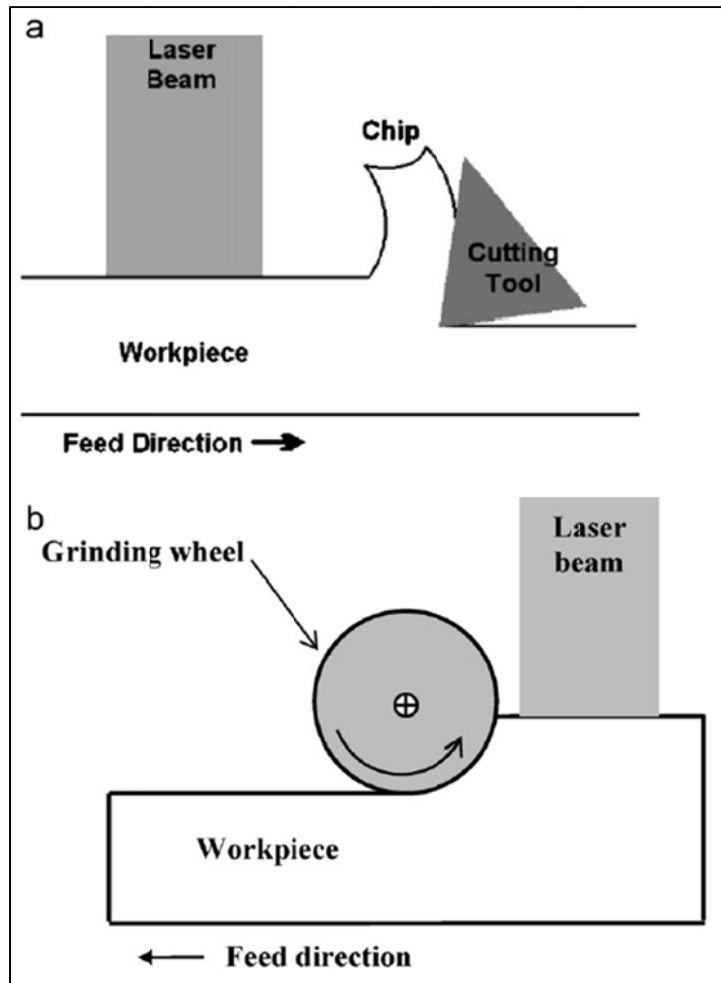 a
Laser
Beam
Chip
Cutting
Tool
Workpiece
Feed Direction
b
Grinding wheel
Laser
beam
Workpiece
Feed direction